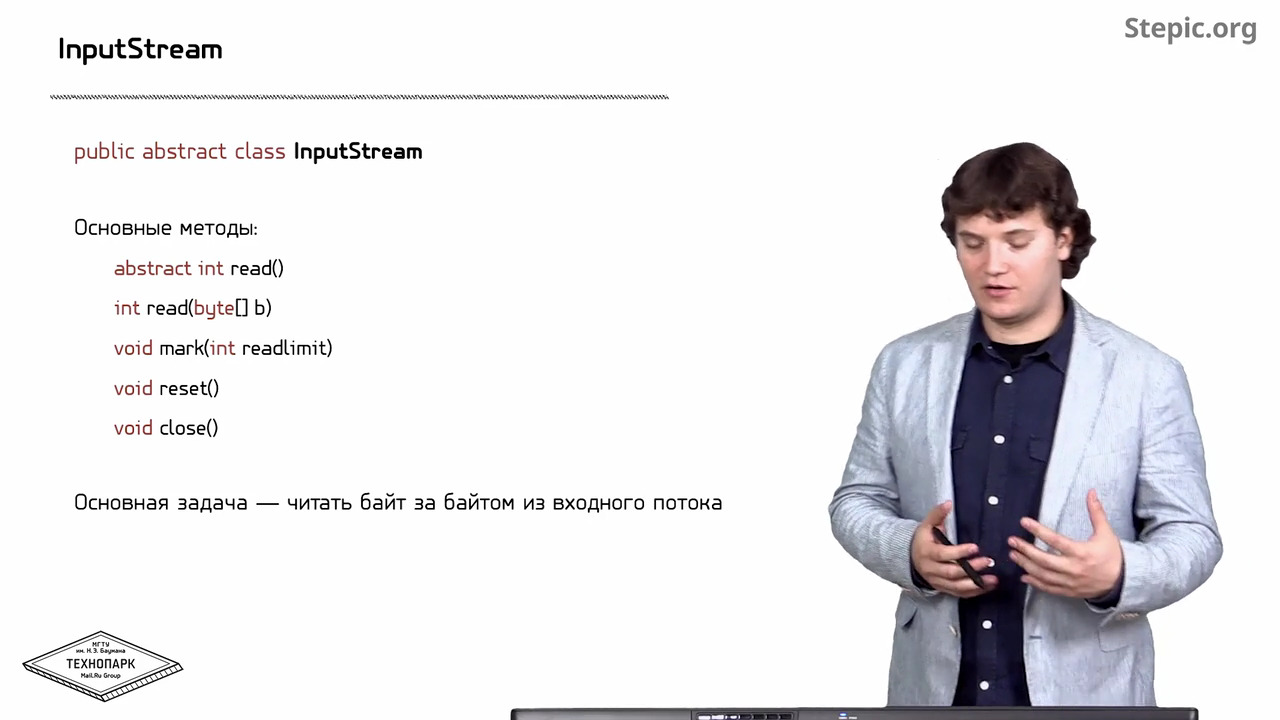 InputStream
Stepic.org
public abstract class InputStream
Основные методы:
abstract int read()
int read(byte[] b)
void mark(int readlimit)
void reset()
void close()
Основная задача — читать байт за байтом из входного потока
МГТУ
им. Н.Э. Баумана
ТЕХНОПАРК
Mail.Ru Group